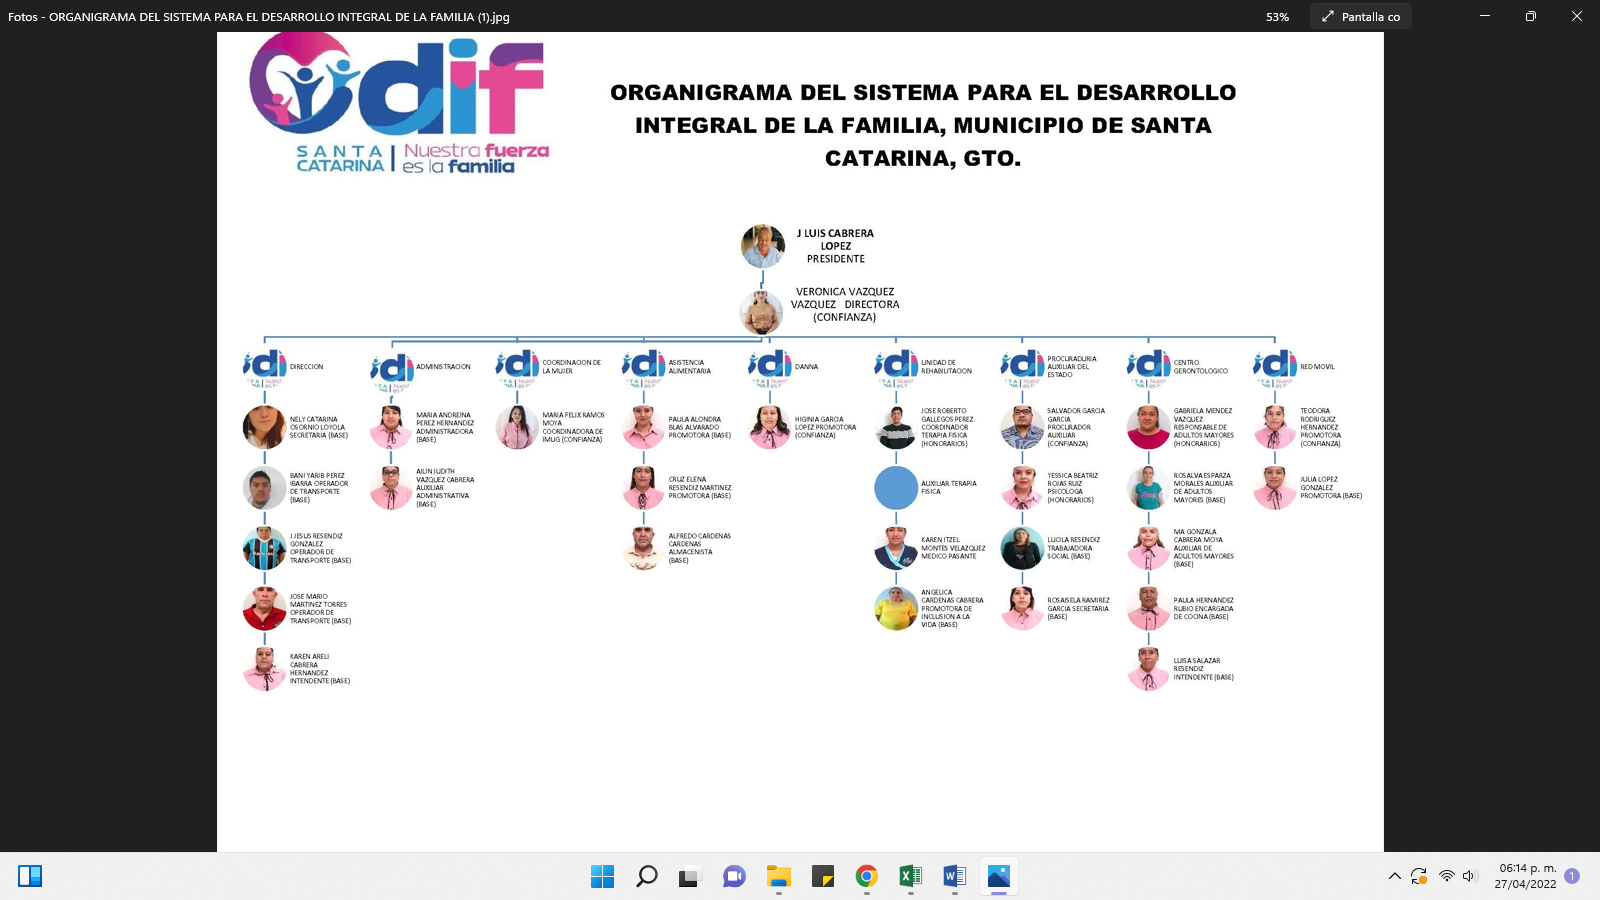 Fotos - ORGANIGRAMA DEL SISTEMA PARA EL DESARROLLO INTEGRAL DE LA FAMILIA (1).jpg
53%
Pantalla co
dif
SANTA CATARINA
Nuestra fuerza
es la familia
ORGANIGRAMA DEL SISTEMA PARA EL DESARROLLO
INTEGRAL DE LA FAMILIA, MUNICIPIO DE SANTA
CATARINA, GTO.
J LUIS CABRERA
LOPEZ
PRESIDENTE
VERONICA VAZQUEZ
VAZQUEZ DIRECTORA
(CONFIANZA)
DIRECCION
NELY CATARINA
OSORNIO LOYOLA
SECRETARIA (BASE)
BANI YARIB PEREZ
IBARRA OPERADOR
DE TRANSPORTE
(BASE)
J JESUS RESENDIZ
GONZALEZ
OPERADOR DE
TRANSPORTE (BASE)
JOSE MARIO
MARTINEZ TORRES
OPERADOR DE
TRANSPORTE (BASE)
KAREN ARELI
CABRERA
HERNANDEZ
INTENDENTE (BASE)
ADMINISTRACION
MARIA ANDREINA
PEREZ HERNANDEZ
ADMINISTRADORA
(BASE)
AILIN JUDITH
VAZQUEZ CABRERA
AUXILIAR
ADMINISTRATIVA
(BASE)
COORDINACION DE
LA MUJER
MARIA FELIX RAMOS
MOYA
COORDINADORA DE
IMUG (CONFIANZA)
ASISTENCIA
ALIMENTARIA
PAULA ALONDRA
BLAS ALVARADO
PROMOTORA (BASE)
CRUZ ELENA
RESENDIZ MARTINEZ
PROMOTORA (BASE)
ALFREDO CARDENAS
CARDENAS
ALMACENISTA
(BASE)
DANNA
HIGINIA GARCIA
LOPEZ PROMOTORA
(CONFIANZA)
UNIDAD DE
REHABILITACION
JOSE ROBERTO
GALLEGOS PEREZ
COORDINADOR
TERAPIA FISICA
(HONORARIOS)
AUXILIAR TERAPIA
FISICA
KAREN ITZEL
MONTES VELAZQUEZ
MEDICO PASANTE
ANGELICA
CARDENAS CABRERA
PROMOTORA DE
INCLUSION A LA
VIDA (BASE)
PROCURADURIA
AUXILIAR DEL
ESTADO
SALVADOR GARCIA
GARCIA
PROCURADOR
AUXILIAR
(CONFIANZA)
YESSICA BEATRIZ
ROJAS RUIZ
PSICOLOGA
(HONORARIOS)
LUCILA RESENDIZ
TRABAJADORA
SOCIAL (BASE)
ROSAISELA RAMIREZ
GARCIA SECRETARIA
(BASE)
CENTRO
GERONTOLOGICO
GABRIELA MENDEZ
VAZQUEZ
RESPONSABLE DE
ADULTOS MAYORES
(HONORARIOS)
ROSALVA ESPARZA
MORALES AUXILIAR
DE ADULTOS
MAYORES (BASE)
MA GONZALA
CABRERA MOYA
AUXILIAR DE
ADULTOS MAYORES
(BASE)
PAULA HERNANDEZ
RUBIO ENCARGADA
DE COCINA (BASE)
LUISA SALAZAR
RESENDIZ
INTENDENTE (BASE)
RED MOVIL
TEODORA
RODRIGUEZ
HERNANDEZ
PROMOTORA
(CONFIANZA)
JULIA LOPEZ
GONZALEZ
PROMOTORA (BASE)
06:14 p. m.
27/04/2022
1